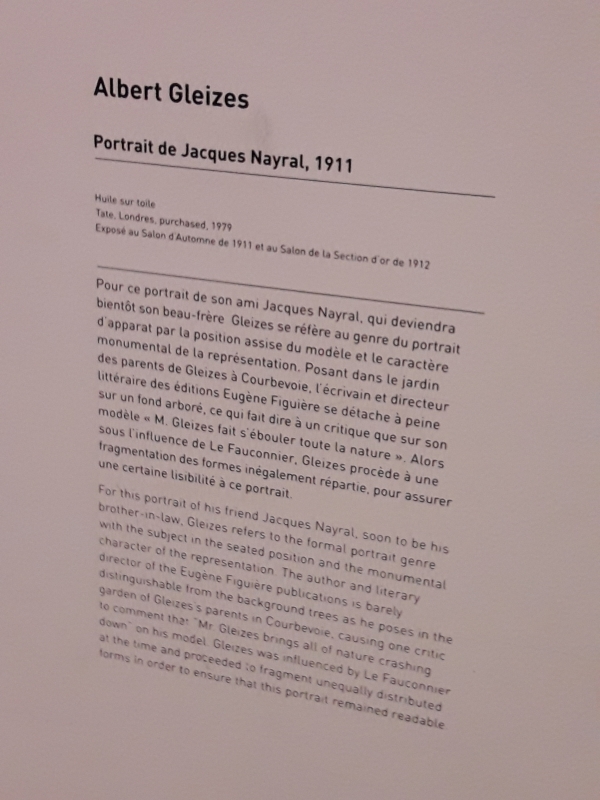 Albert Gleizes
Portrait de Jacques Nayral, 1911
Huile sur toile
Tate, Londres, purchased, 1979
Exposé au Salon d'Automne de 1911 et au Salon de la Section d'or de 1912
Pour ce portrait de son ami Jacques Nayral, qui deviendra
bientôt son beau-frère Gleizes se réfère au genre du portrait
d'apparat par la position assise du modèle et le caractère
monumental de la représentation. Posant dans le jardin
des parents de Gleizes à Courbevoie, l'écrivain et directeur
littéraire des éditions Eugène Figuière se détache à peine
sur un fond arboré, ce qui fait dire à un critique que sur son
modèle « M. Gleizes fait s'ébouler toute la nature ». Alors
sous l'influence de Le Fauconnier, Gleizes procède à une
fragmentation des formes inégalement répartie, pour assurer
une certaine lisibilité à ce portrait.
For this portrait of his friend Jacques Nayral, soon to be his
brother-in-law, Gleizes refers to the formal portrait genre
with the subject in the seated position and the monumental
character of the representation. The author and literary
director of the Eugène Figuière publications is barely
distinguishable from the background trees as he poses in the
garden of Gleizes's parents in Courbevoie, causing one critic
to comment that "Mr. Gleizes brings all of nature crashing
down" on his model. Gleizes was influenced by Le Fauconnier
at the time and proceeded to fragment unequally distributed
forms in order to ensure that this portrait remained readable.